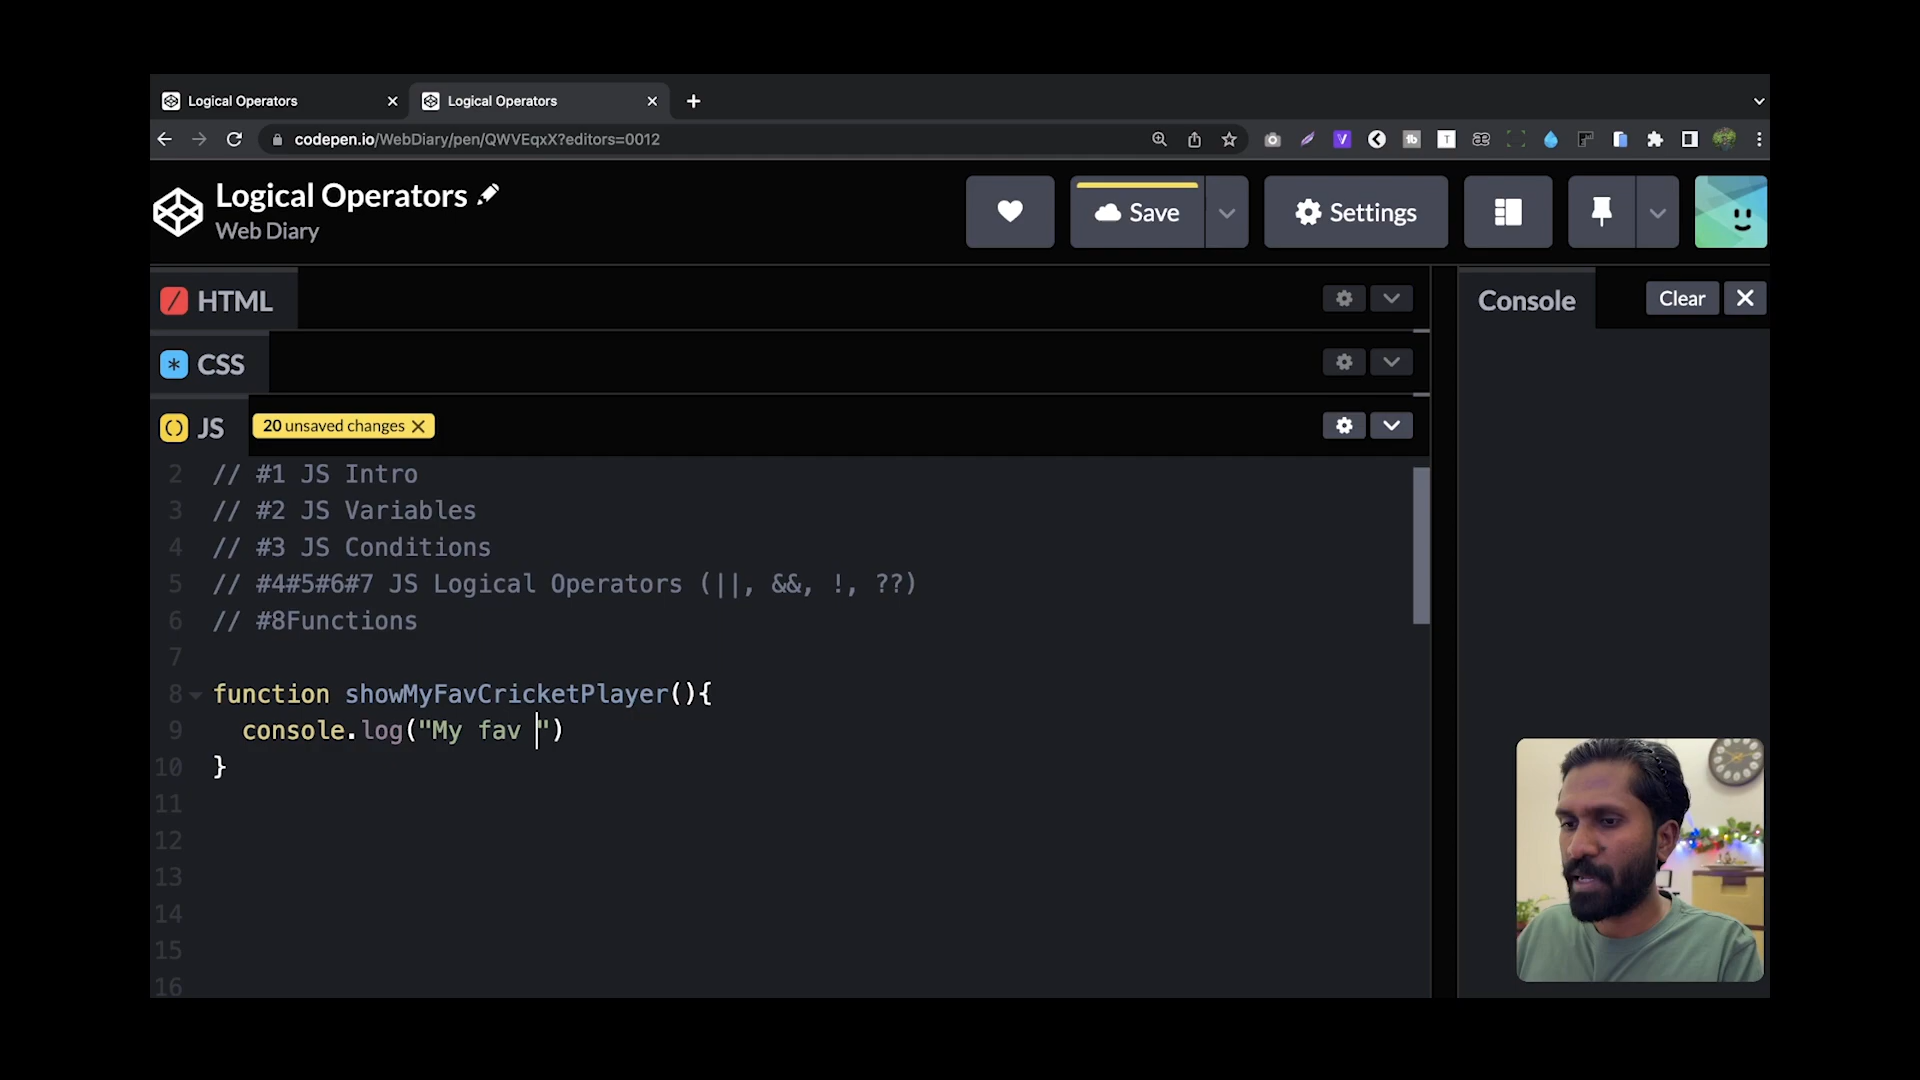 Logical Operators
Logical Operators
codepen.io/WebDiary/pen/QWVEqxX?editors=0012
Logical Operators
Web Diary
Save
Settings
HTML
Console
Clear
CSS
JS
20 unsaved changes
2 // #1 JS Intro
3 // #2 JS Variables
4 // #3 JS Conditions
5 // #4#5#6#7 JS Logical Operators (||, &&, !, ??)
6 // #8Functions
7
8 function showMyFavCricketPlayer(){
9 console.log("My fav ")
10 }
11
12
13
14
15
16